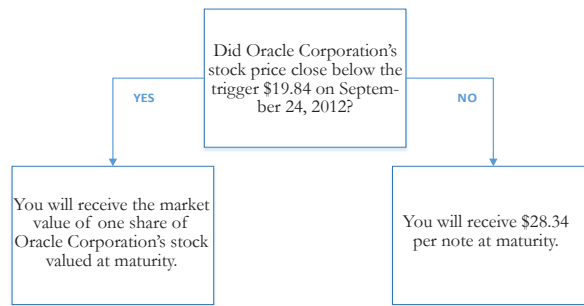 Did Oracle Corporation's
stock price close below the
trigger $19.84 on Septem-
ber 24, 2012?
YES
NO
You will receive the market
value of one share of
Oracle Corporation's stock
valued at maturity.
You will receive $28.34
per note at maturity.